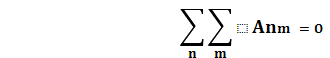 ∑ₙ ∑ₘ Anm = 0